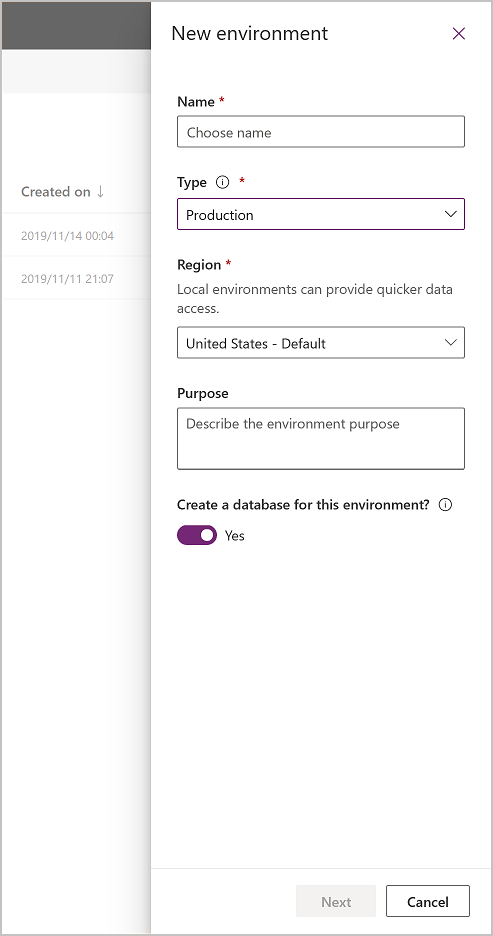 New environment
Name *
Choose name
Type *
Production
Created on ↓
2019/11/14 00:04
2019/11/11 21:07
Region *
Local environments can provide quicker data
access.
United States - Default
Purpose
Describe the environment purpose
Create a database for this environment?
Yes
Next
Cancel